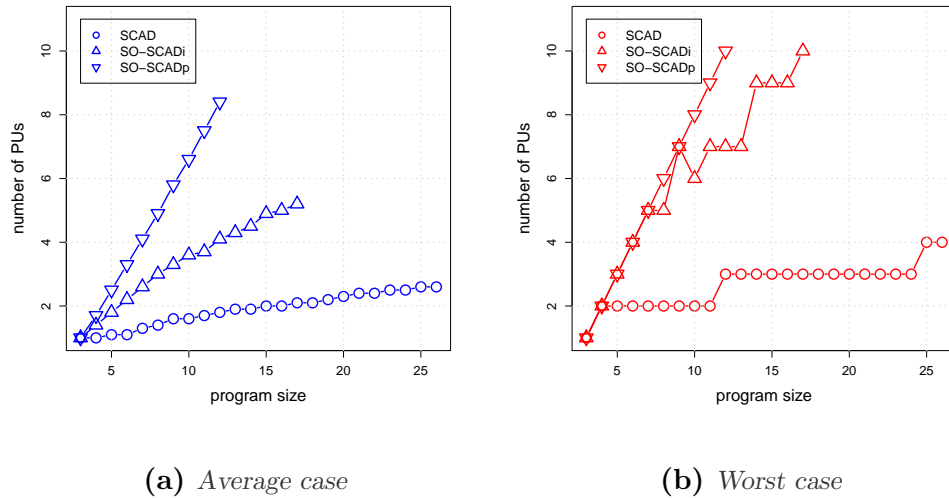 SCAD
SO−SCADi
SO−SCADp
10
8
6
4
2
number of PUs
5 10 15 20 25
program size
(a) Average case
SCAD
SO−SCADi
SO−SCADp
10
8
6
4
2
number of PUs
5 10 15 20 25
program size
(b) Worst case